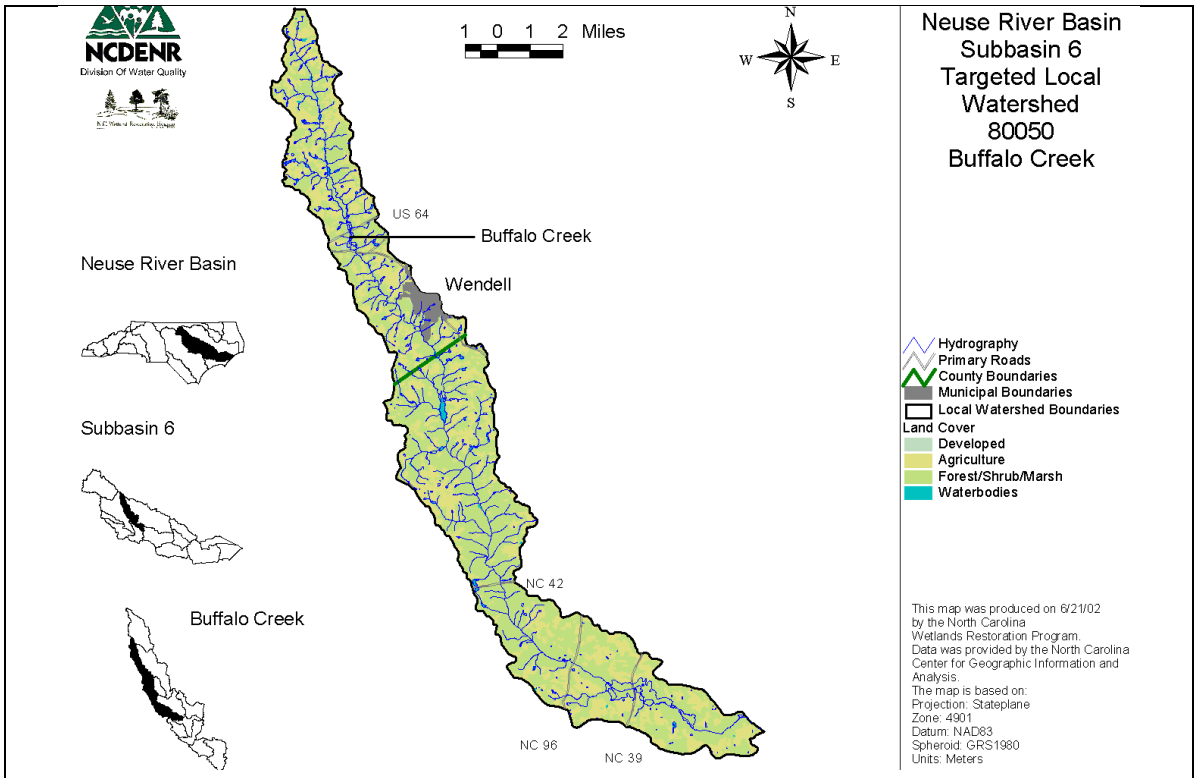 NCDENR
Division Of Water Quality
N.C. Wetland Restoration Program
1 0 1 2 Miles
N
W E
S
Neuse River Basin
Subbasin 6
Targeted Local
Watershed
80050
Buffalo Creek
US 64
Buffalo Creek
Neuse River Basin
Wendell
Hydrography
Primary Roads
County Boundaries
Municipal Boundaries
Local Watershed Boundaries
Land Cover
Developed
Agriculture
Forest/Shrub/Marsh
Waterbodies
Subbasin 6
NC 42
Buffalo Creek
NC 96
NC 39
This map was produced on 6/21/02
by the North Carolina
Wetlands Restoration Program.
Data was provided by the North Carolina
Center for Geographic Information and
Analysis.
The map is based on:
Projection: Stateplane
Zone: 4901
Datum: NAD83
Spheroid: GRS1980
Units: Meters